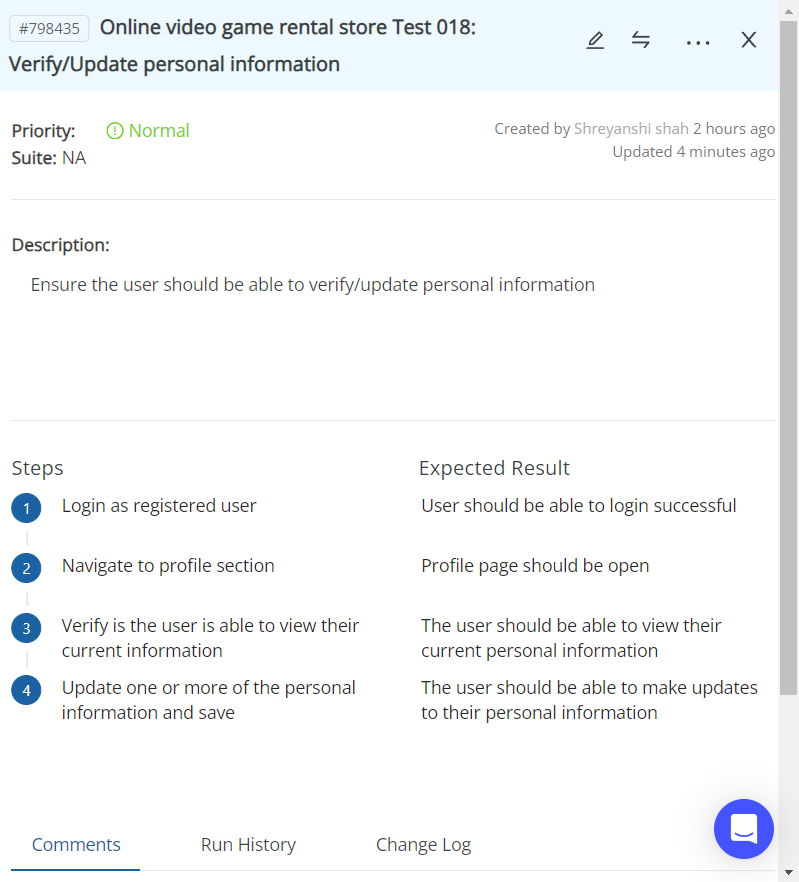 #798435 Online video game rental store Test 018:
Verify/Update personal information
Priority: Normal
Suite: NA
Created by Shreyanshi shah 2 hours ago
Updated 4 minutes ago
Description:
Ensure the user should be able to verify/update personal information
Steps
Expected Result
1 Login as registered user
User should be able to login successful
2 Navigate to profile section
Profile page should be open
3 Verify is the user is able to view their
current information
The user should be able to view their
current personal information
4 Update one or more of the personal
information and save
The user should be able to make updates
to their personal information
Comments Run History Change Log